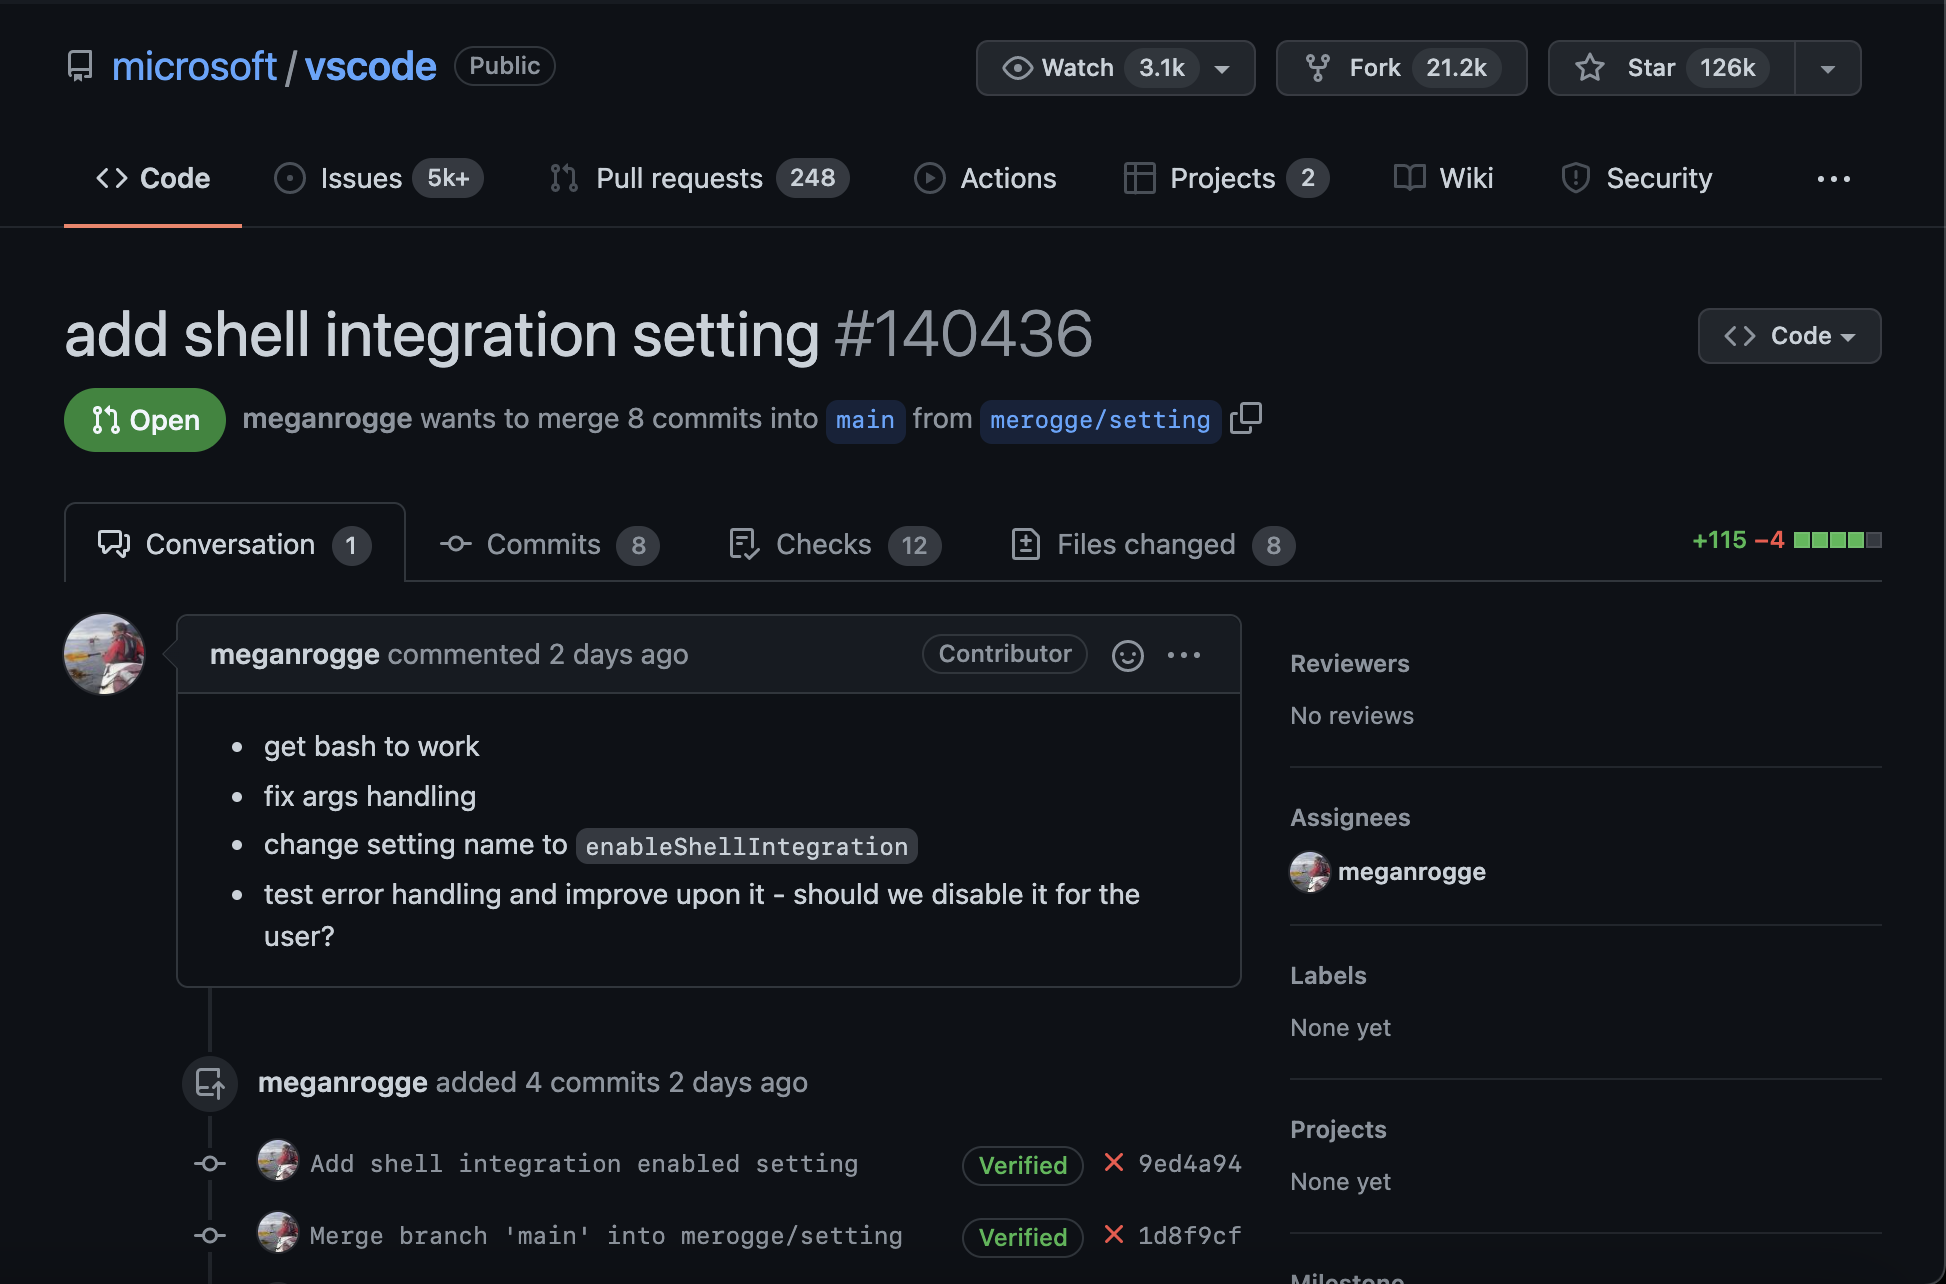 microsoft / vscode Public
Watch 3.1k
Fork 21.2k
Star 126k
Code
Issues 5k+
Pull requests 248
Actions
Projects 2
Wiki
Security
add shell integration setting #140436
Code
Open
meganrogge wants to merge 8 commits into main from merogge/setting
Conversation 1
Commits 8
Checks 12
Files changed 8
+115 −4
meganrogge commented 2 days ago
Contributor
• get bash to work
• fix args handling
• change setting name to enableShellIntegration
• test error handling and improve upon it - should we disable it for the
user?
meganrogge added 4 commits 2 days ago
Add shell integration enabled setting Verified 9ed4a94
Merge branch 'main' into merogge/setting Verified 1d8f9cf
Reviewers
No reviews
Assignees
meganrogge
Labels
None yet
Projects
None yet
Milestone